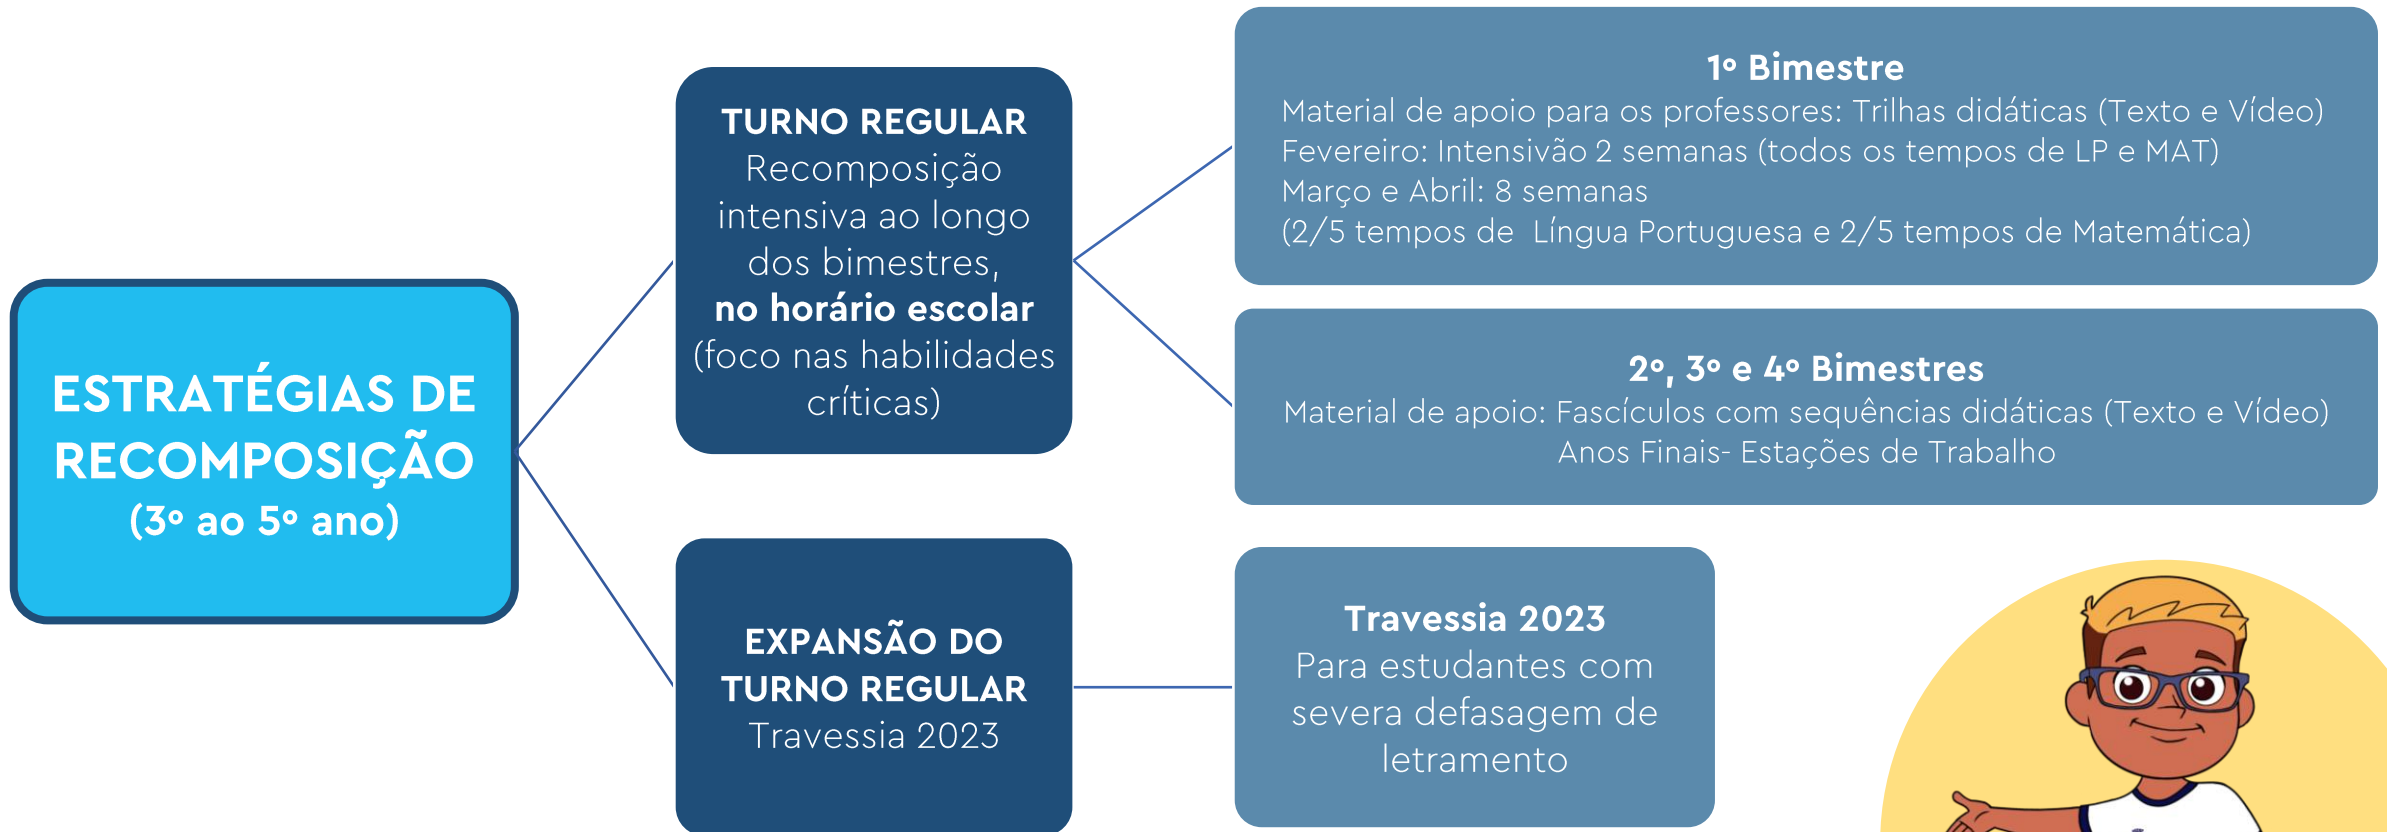 ESTRATÉGIAS DE
RECOMPOSIÇÃO
(3º ao 5º ano)
TURNO REGULAR
Recomposição
intensiva ao longo
dos bimestres,
no horário escolar
(foco nas habilidades
críticas)
1º Bimestre
Material de apoio para os professores: Trilhas didáticas (Texto e Vídeo)
Fevereiro: Intensivão 2 semanas (todos os tempos de LP e MAT)
Março e Abril: 8 semanas
(2/5 tempos de Língua Portuguesa e 2/5 tempos de Matemática)
2º, 3º e 4º Bimestres
Material de apoio: Fascículos com sequências didáticas (Texto e Vídeo)
Anos Finais- Estações de Trabalho
EXPANSÃO DO
TURNO REGULAR
Travessia 2023
Travessia 2023
Para estudantes com
severa defasagem de
letramento